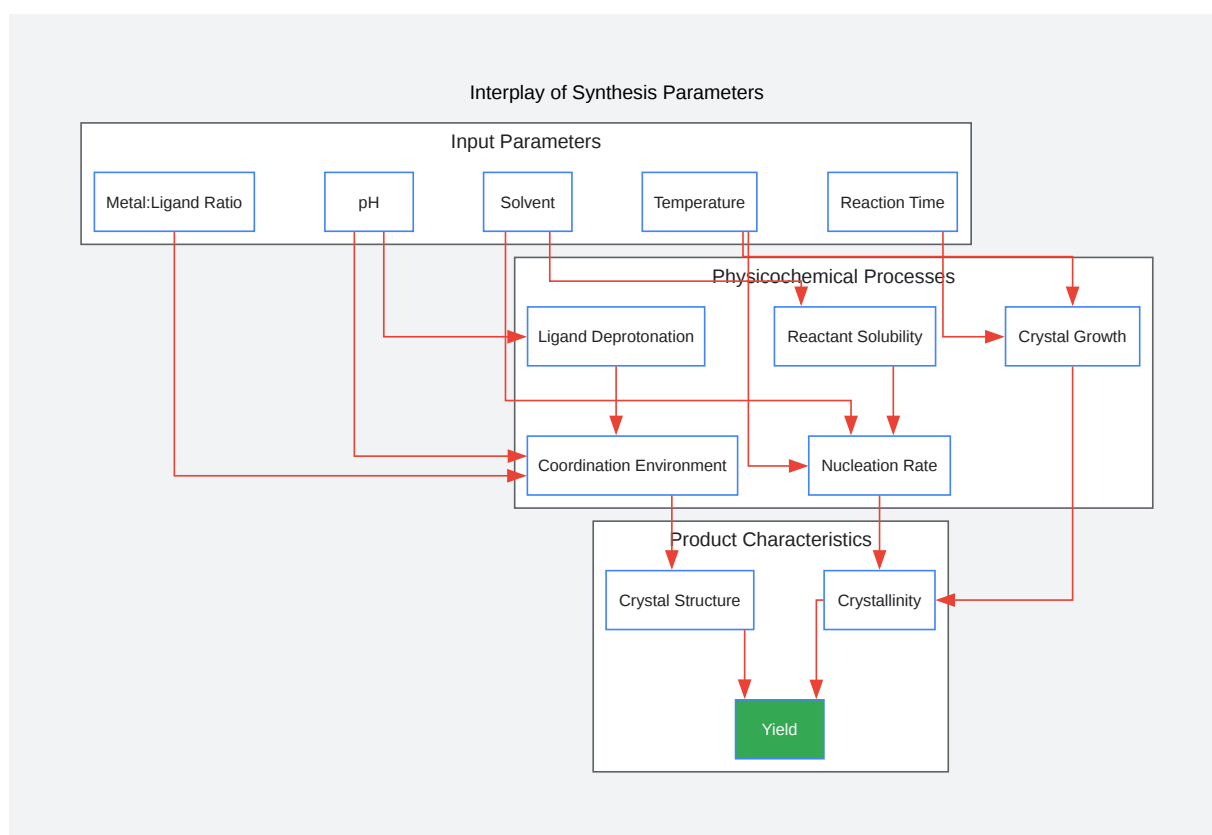 Interplay of Synthesis Parameters
Input Parameters
Metal:Ligand Ratio
pH
Solvent
Temperature
Reaction Time
Physicochemical Processes
Ligand Deprotonation
Reactant Solubility
Crystal Growth
Coordination Environment
Nucleation Rate
Product Characteristics
Crystal Structure
Crystallinity
Yield